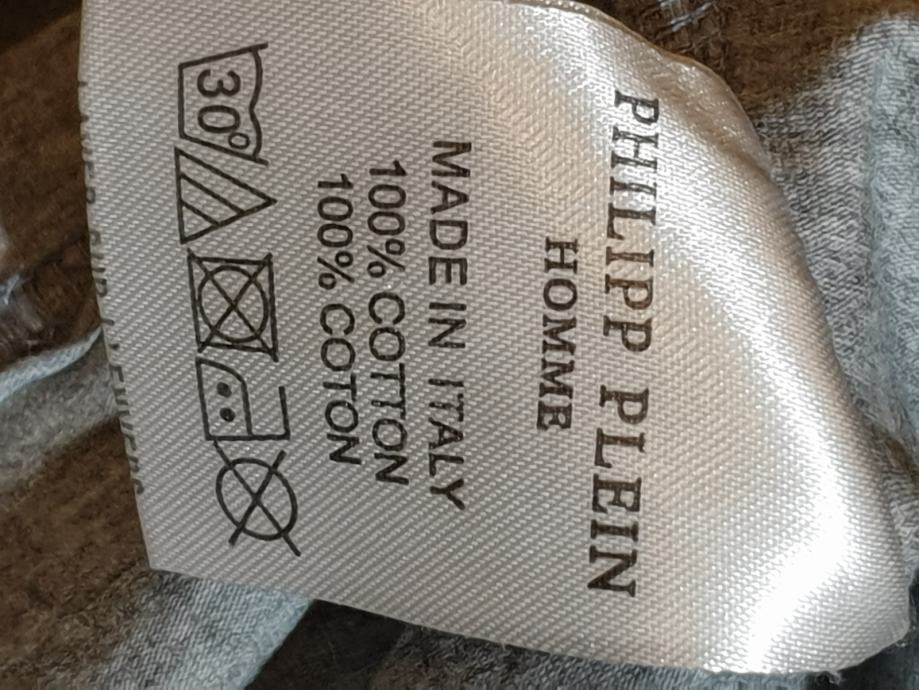 PHILIPP PLEIN
HOMME
MADE IN ITALY
100% COTTON
100% COTON
30°